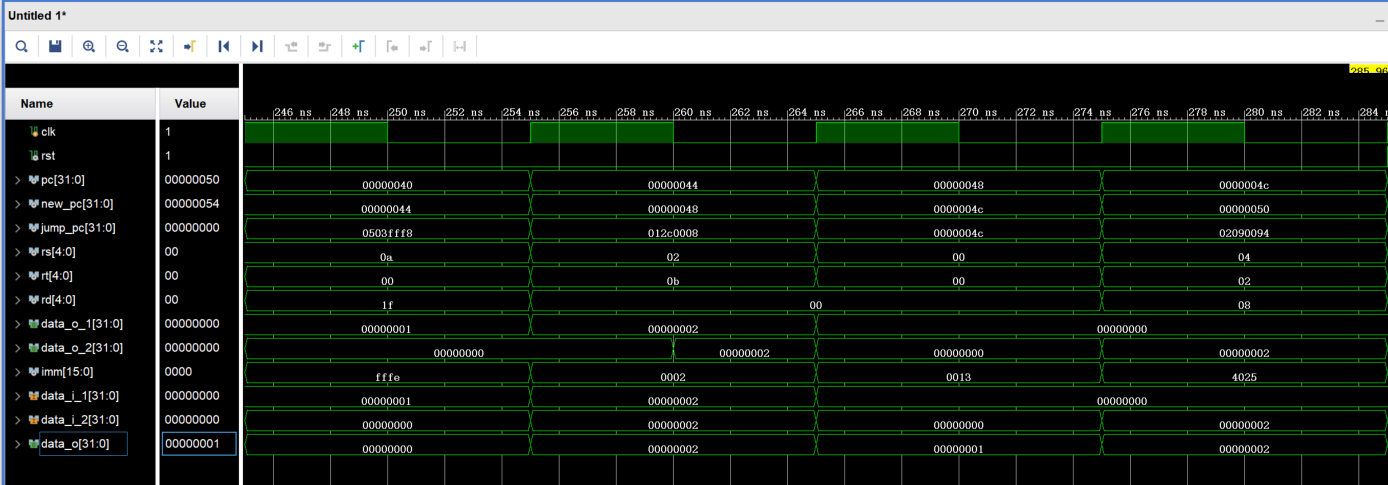 Untitled 1*
285.96
Name Value
246 ns 248 ns 250 ns 252 ns 254 ns 256 ns 258 ns 260 ns 262 ns 264 ns 266 ns 268 ns 270 ns 272 ns 274 ns 276 ns 278 ns 280 ns 282 ns 284
clk 1
rst 1
pc[31:0] 00000050 00000040 00000044 00000048 0000004c
new_pc[31:0] 00000054 00000044 00000048 0000004c 00000050
jump_pc[31:0] 00000000 0503fff8 012c0008 0000004c 02090094
rs[4:0] 00 0a 02 00 04
rt[4:0] 00 00 0b 00 02
rd[4:0] 00 1f 00 08
data_o_1[31:0] 00000000 00000001 00000002 00000000
data_o_2[31:0] 00000000 00000000 00000002 00000000 00000002
imm[15:0] 0000 fffe 0002 0013 4025
data_i_1[31:0] 00000000 00000001 00000002 00000000
data_i_2[31:0] 00000000 00000000 00000002 00000000 00000002
data_o[31:0] 00000001 00000000 00000002 00000001 00000002